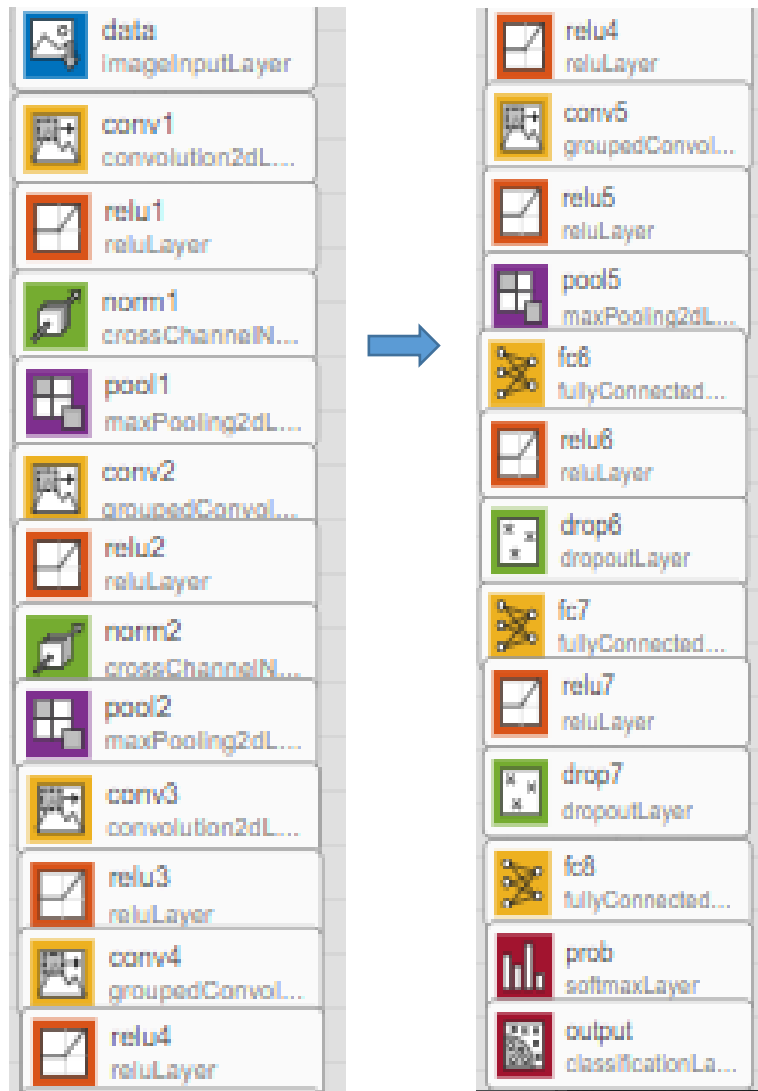 data
imageInputLayer
conv1
convolution2dL...
relu1
reluLayer
norm1
crossChannelN...
pool1
maxPooling2dL...
conv2
groupedConvol...
relu2
reluLayer
norm2
crossChannelN...
pool2
maxPooling2dL...
conv3
convolution2dL...
relu3
reluLayer
conv4
groupedConvol...
relu4
reluLayer
relu4
reluLayer
conv5
groupedConvol...
relu5
reluLayer
pool5
maxPooling2dL...
fc6
fullyConnected...
relu6
reluLayer
drop6
dropoutLayer
fc7
fullyConnected...
relu7
reluLayer
drop7
dropoutLayer
fc8
fullyConnected...
prob
softmaxLayer
output
classificationLa...